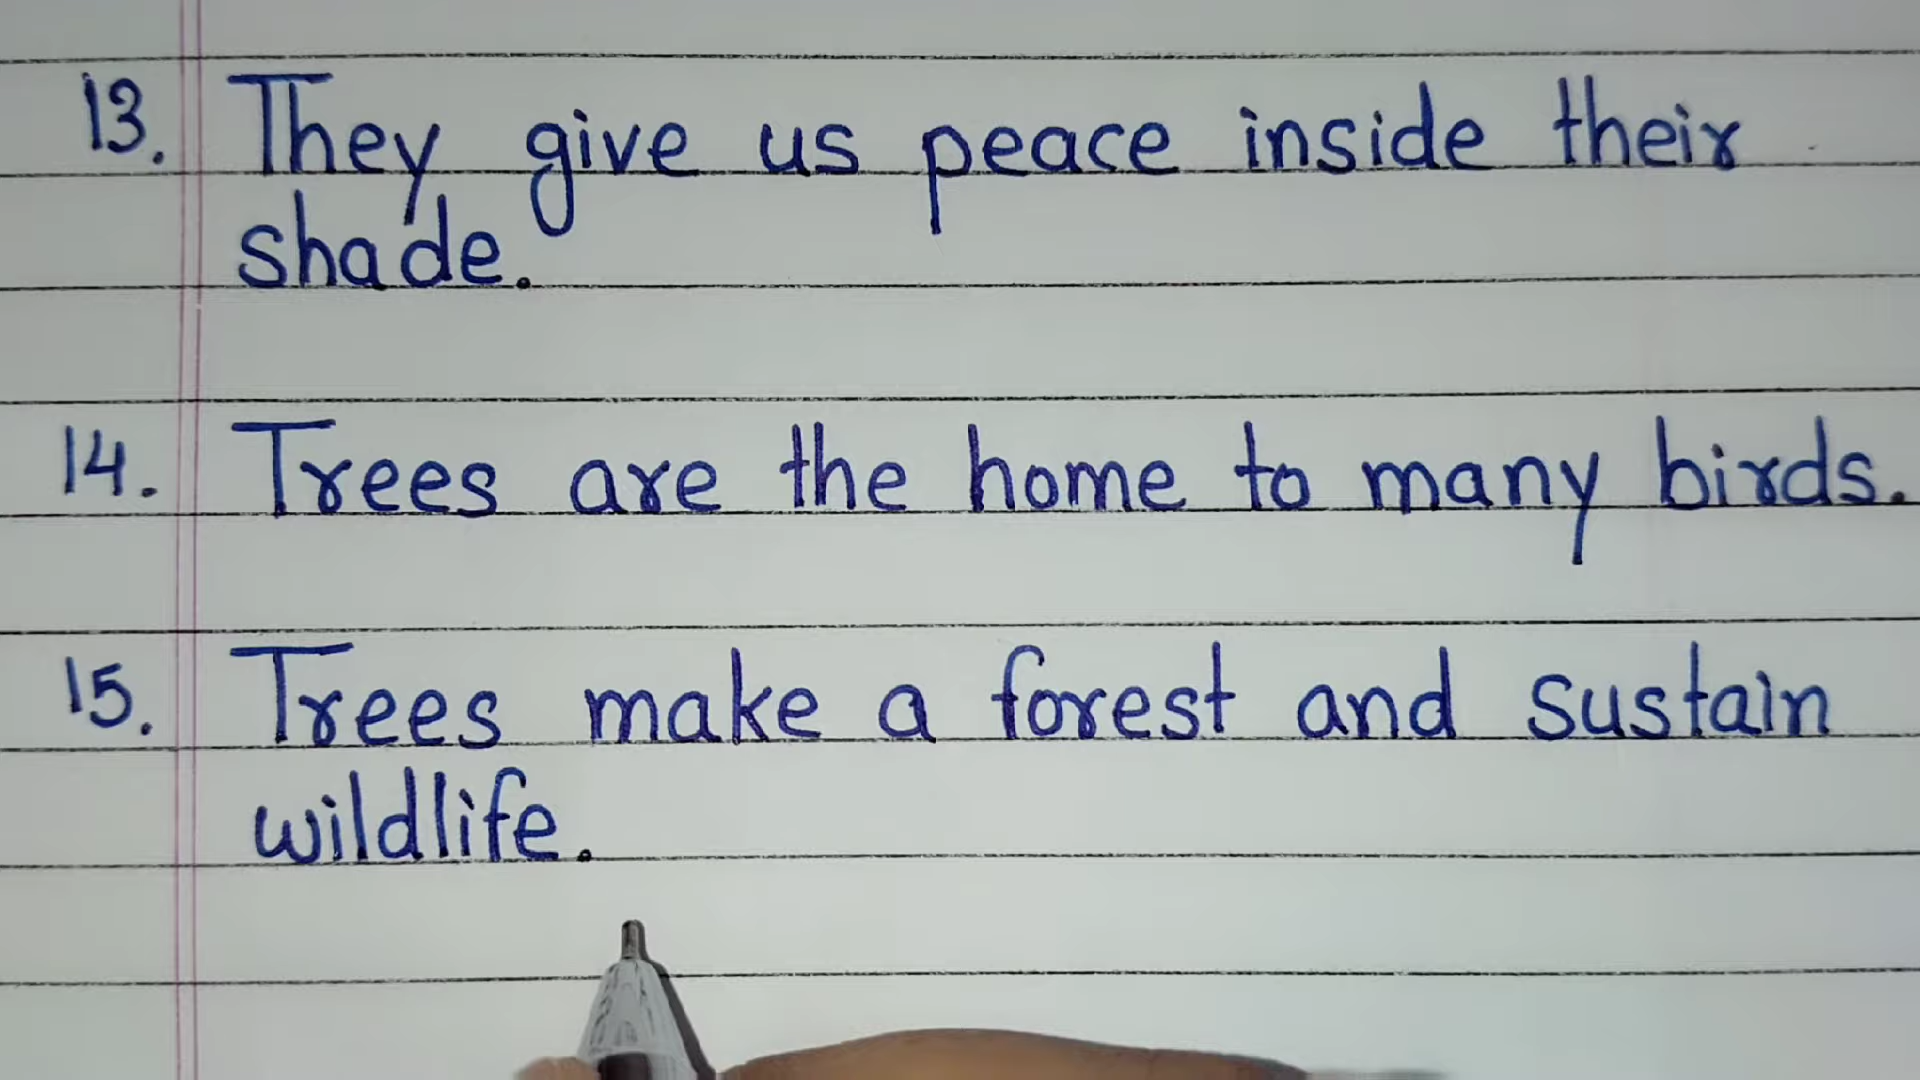 13. They give us peace inside their
shade.
14. Trees are the home to many birds.
15. Trees make a forest and sustain
wildlife.